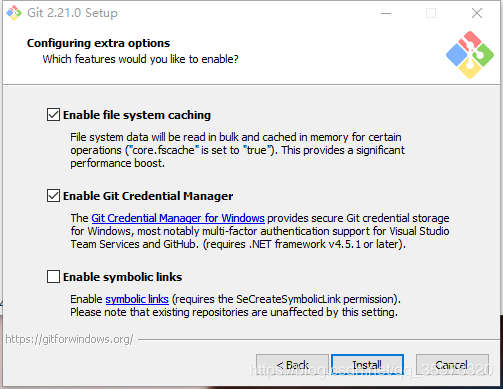 Git 2.21.0 Setup
Configuring extra options
Which features would you like to enable?
Enable file system caching
File system data will be read in bulk and cached in memory for certain
operations ("core.fscache" is set to "true"). This provides a significant
performance boost.
Enable Git Credential Manager
The Git Credential Manager for Windows provides secure Git credential storage
for Windows, most notably multi-factor authentication support for Visual Studio
Team Services and GitHub. (requires .NET framework v4.5.1 or later).
Enable symbolic links
Enable symbolic links (requires the SeCreateSymbolicLink permission).
Please note that existing repositories are unaffected by this setting.
https://gitforwindows.org/
< Back Install Cancel